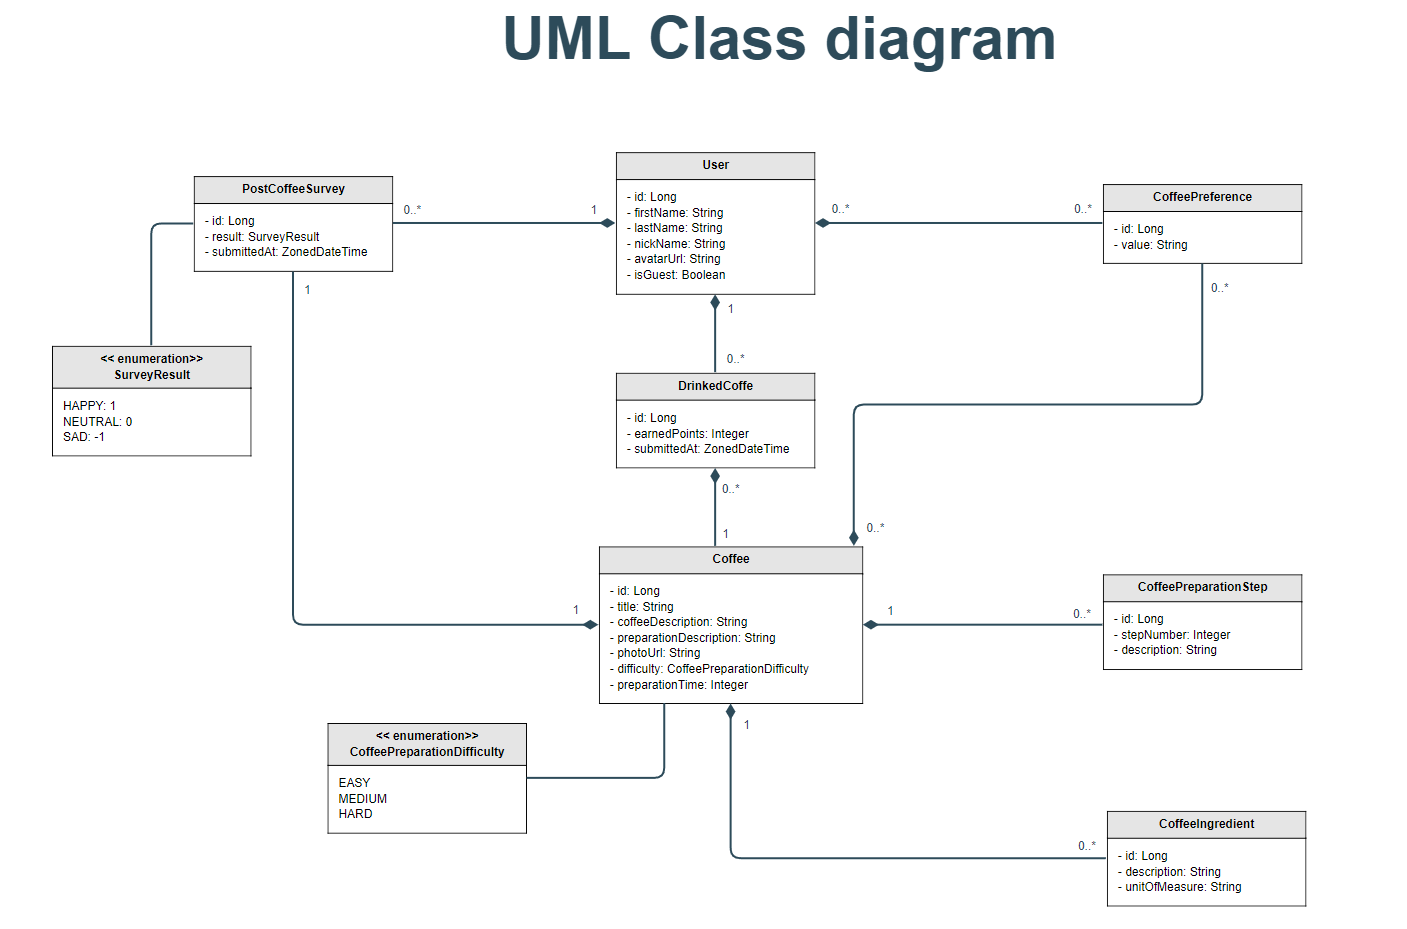 UML Class diagram
User
- id: Long
- firstName: String
- lastName: String
- nickName: String
- avatarUrl: String
- isGuest: Boolean
PostCoffeeSurvey
- id: Long
- result: SurveyResult
- submittedAt: ZonedDateTime
0..*
1
0..*
0..*
CoffeePreference
- id: Long
- value: String
1
1
0..*
0..*
<< enumeration>>
SurveyResult
HAPPY: 1
NEUTRAL: 0
SAD: -1
DrinkedCoffe
- id: Long
- earnedPoints: Integer
- submittedAt: ZonedDateTime
0..*
1
0..*
Coffee
- id: Long
- title: String
- coffeeDescription: String
- preparationDescription: String
- photoUrl: String
- difficulty: CoffeePreparationDifficulty
- preparationTime: Integer
1
1
0..*
CoffeePreparationStep
- id: Long
- stepNumber: Integer
- description: String
<< enumeration>>
CoffeePreparationDifficulty
EASY
MEDIUM
HARD
1
0..*
CoffeeIngredient
- id: Long
- description: String
- unitOfMeasure: String